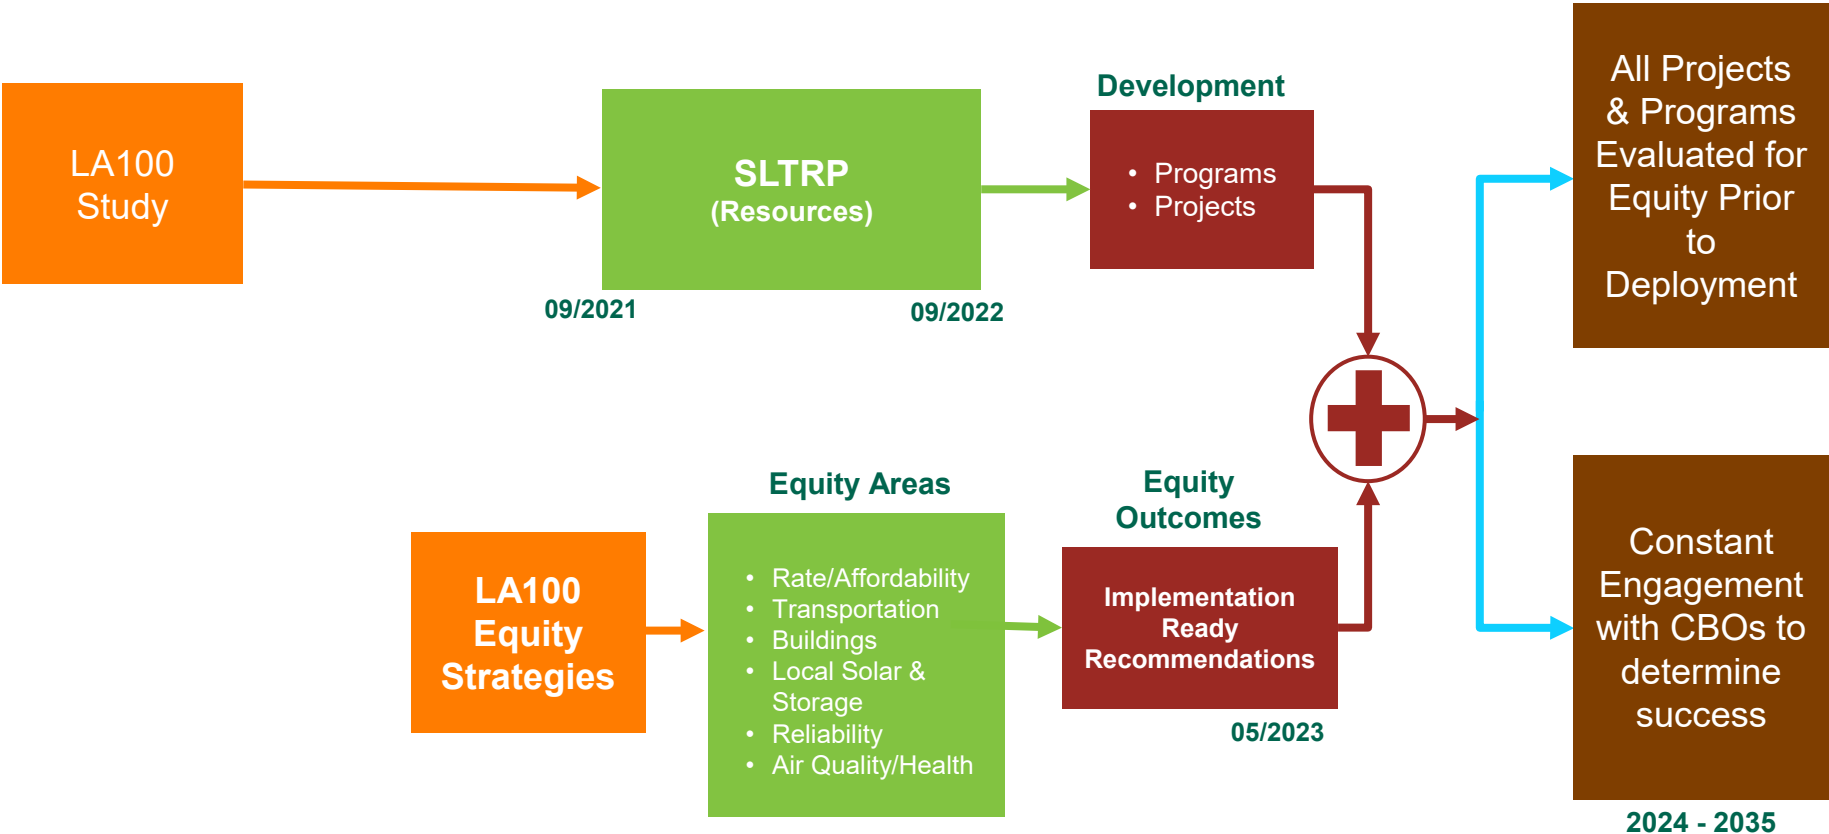 LA100
Study
SLTRP
(Resources)
09/2021
09/2022
Development
• Programs
• Projects
All Projects
& Programs
Evaluated for
Equity Prior
to
Deployment
LA100
Equity
Strategies
Equity Areas
• Rate/Affordability
• Transportation
• Buildings
• Local Solar &
Storage
• Reliability
• Air Quality/Health
Equity
Outcomes
Implementation
Ready
Recommendations
05/2023
Constant
Engagement
with CBOs to
determine
success
2024 - 2035